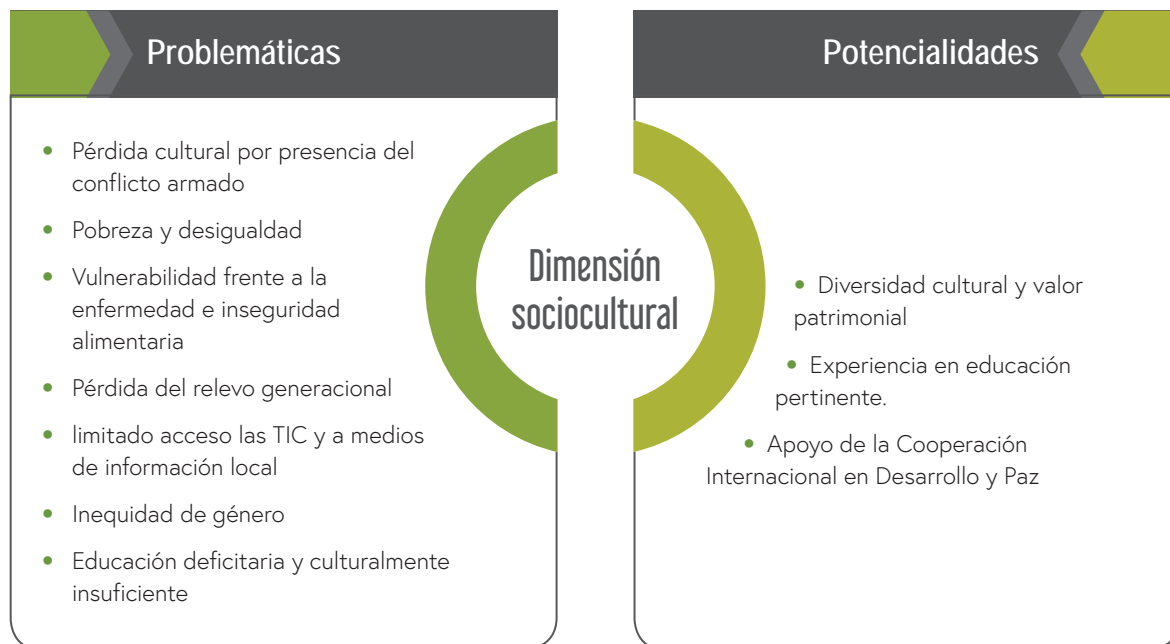 Problemáticas
• Pérdida cultural por presencia del
conflicto armado
• Pobreza y desigualdad
• Vulnerabilidad frente a la
enfermedad e inseguridad
alimentaria
• Pérdida del relevo generacional
• limitado acceso las TIC y a medios
de información local
• Inequidad de género
• Educación deficitaria y culturalmente
insuficiente
Dimensión
sociocultural
Potencialidades
• Diversidad cultural y valor
patrimonial
• Experiencia en educación
pertinente.
• Apoyo de la Cooperación
Internacional en Desarrollo y Paz